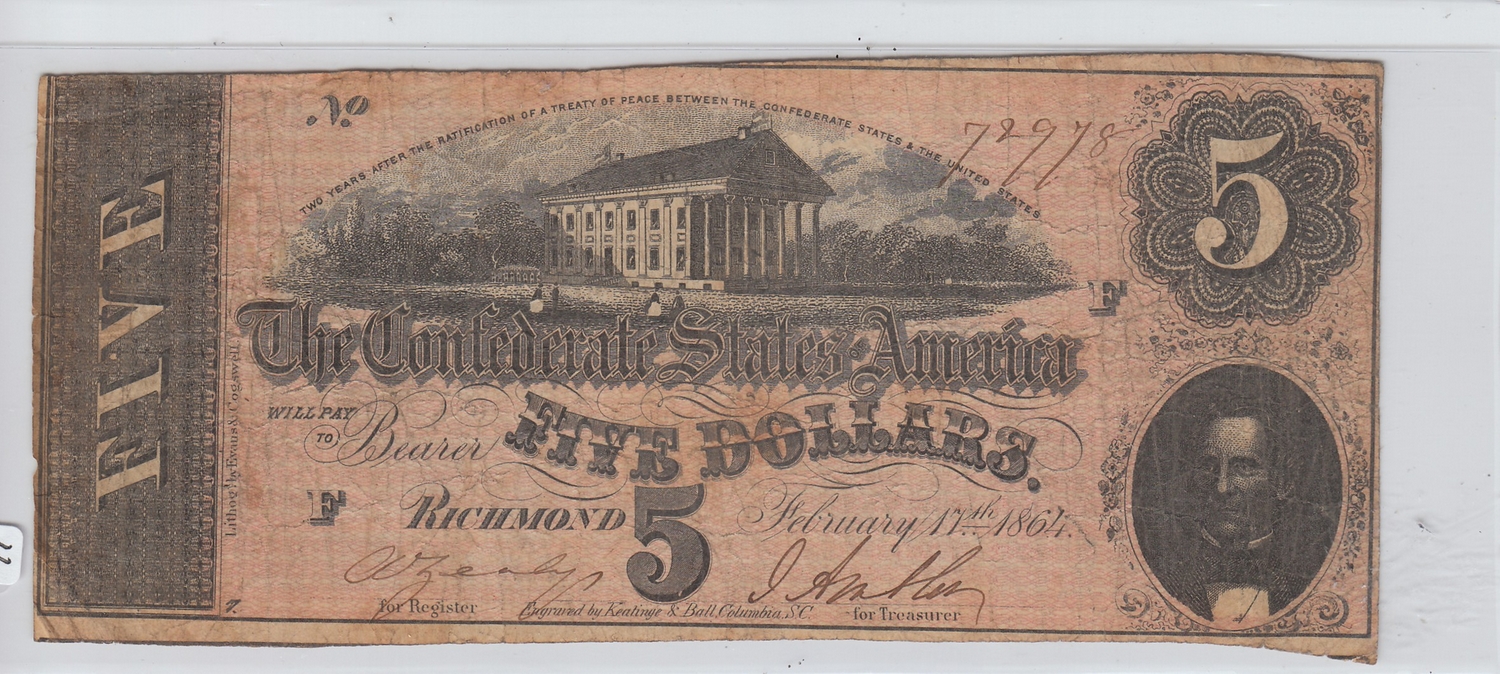 FIVE
No
TWO YEARS AFTER THE RATIFICATION OF A TREATY OF PEACE BETWEEN THE CONFEDERATE STATES & THE UNITED STATES
72978
5
F
The Confederate States America
WILL PAY
TO Bearer FIVE DOLLARS.
F RICHMOND 5 February 17th 1864.
for Register
Engraved by Keatinge & Ball, Columbia, S.C.
for Treasurer
7.
Lithog'd by Evans & Cogswell